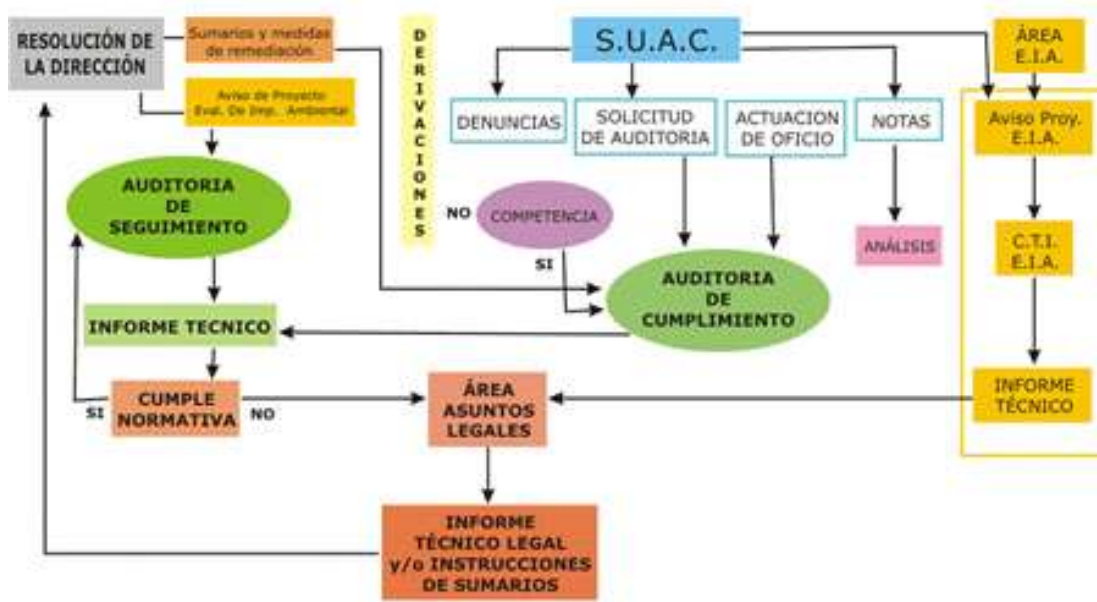 RESOLUCIÓN DE
LA DIRECCIÓN
Sumarios y medidas
de remediación
Aviso de Proyecto
Eval. De Imp. Ambiental
AUDITORIA
DE
SEGUIMIENTO
INFORME TECNICO
SI
CUMPLE
NORMATIVA
NO
DERIVACIONES
S.U.A.C.
DENUNCIAS
SOLICITUD
DE AUDITORIA
ACTUACION
DE OFICIO
NOTAS
NO
COMPETENCIA
SI
AUDITORIA
DE
CUMPLIMIENTO
ANÁLISIS
ÁREA
E.I.A.
Aviso Proy.
E.I.A.
C.T.I.
E.I.A.
INFORME
TÉCNICO
ÁREA
ASUNTOS
LEGALES
INFORME
TÉCNICO LEGAL
y/o INSTRUCCIONES
DE SUMARIOS